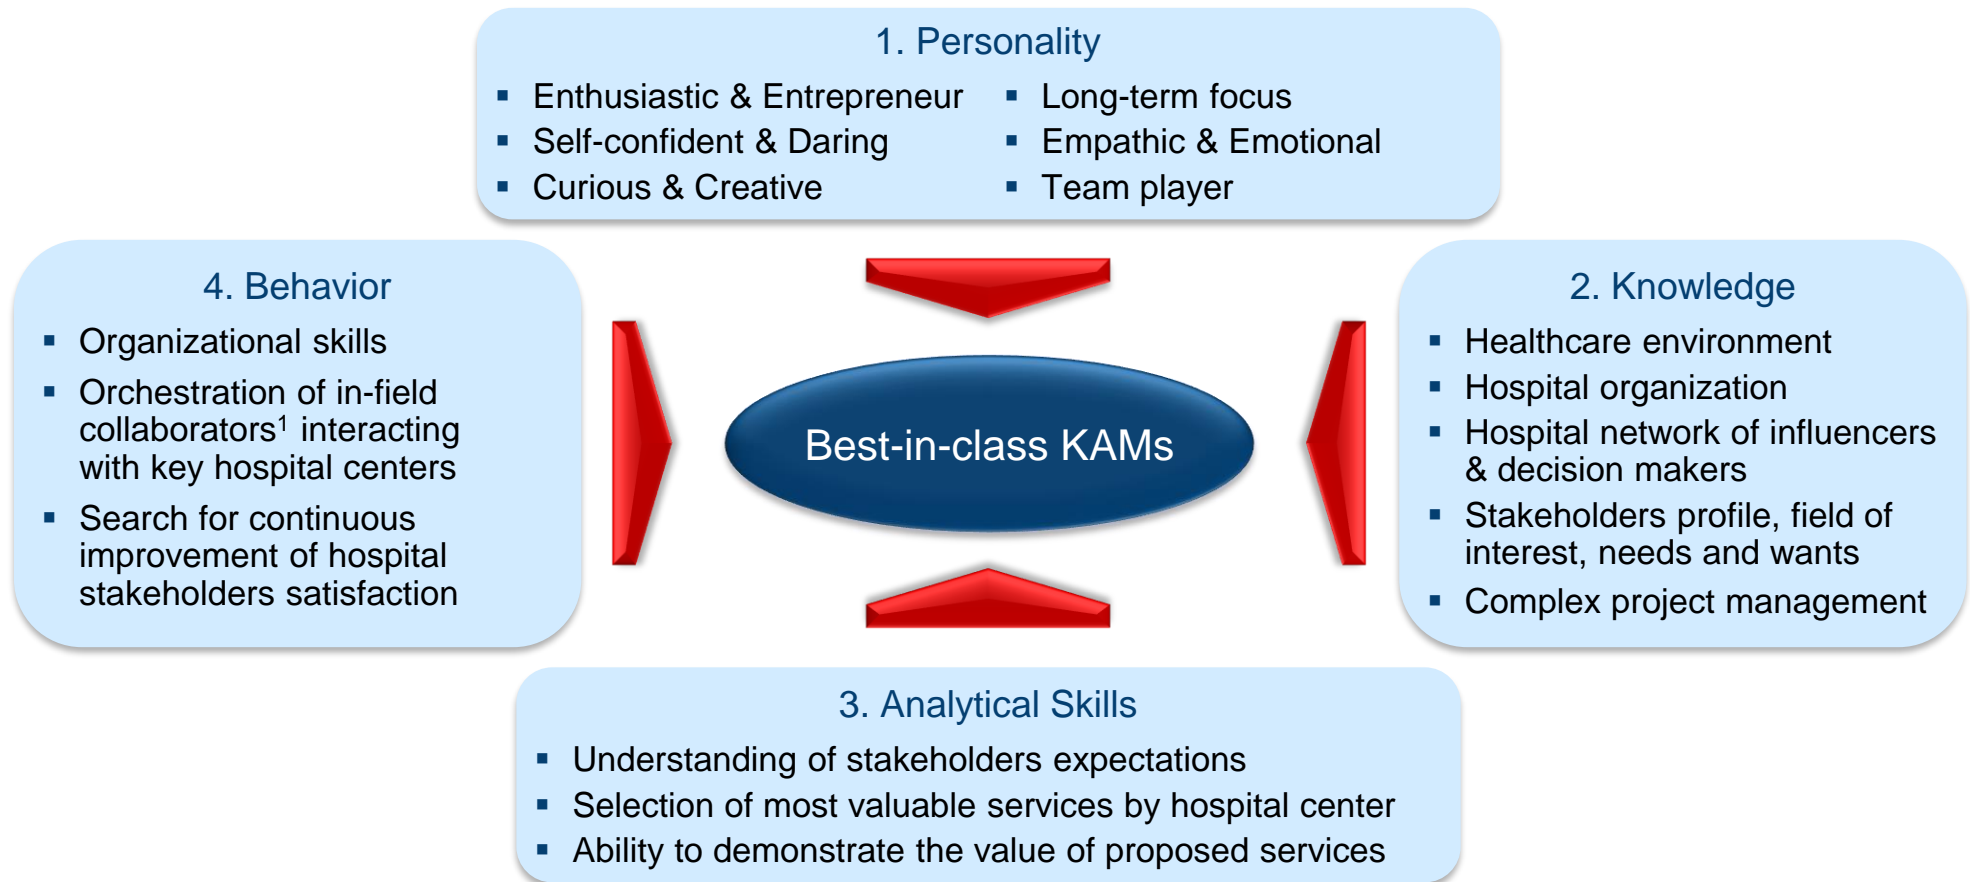 1. Personality
▪ Enthusiastic & Entrepreneur
▪ Self-confident & Daring
▪ Curious & Creative
▪ Long-term focus
▪ Empathic & Emotional
▪ Team player
4. Behavior
▪ Organizational skills
▪ Orchestration of in-field
collaborators¹ interacting
with key hospital centers
▪ Search for continuous
improvement of hospital
stakeholders satisfaction
Best-in-class KAMs
2. Knowledge
▪ Healthcare environment
▪ Hospital organization
▪ Hospital network of influencers
& decision makers
▪ Stakeholders profile, field of
interest, needs and wants
▪ Complex project management
3. Analytical Skills
▪ Understanding of stakeholders expectations
▪ Selection of most valuable services by hospital center
▪ Ability to demonstrate the value of proposed services